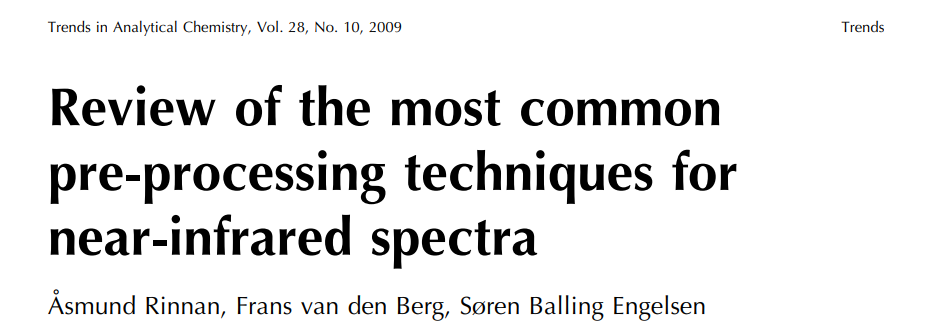 Trends in Analytical Chemistry, Vol. 28, No. 10, 2009 Trends
Review of the most common
pre-processing techniques for
near-infrared spectra
Åsmund Rinnan, Frans van den Berg, Søren Balling Engelsen